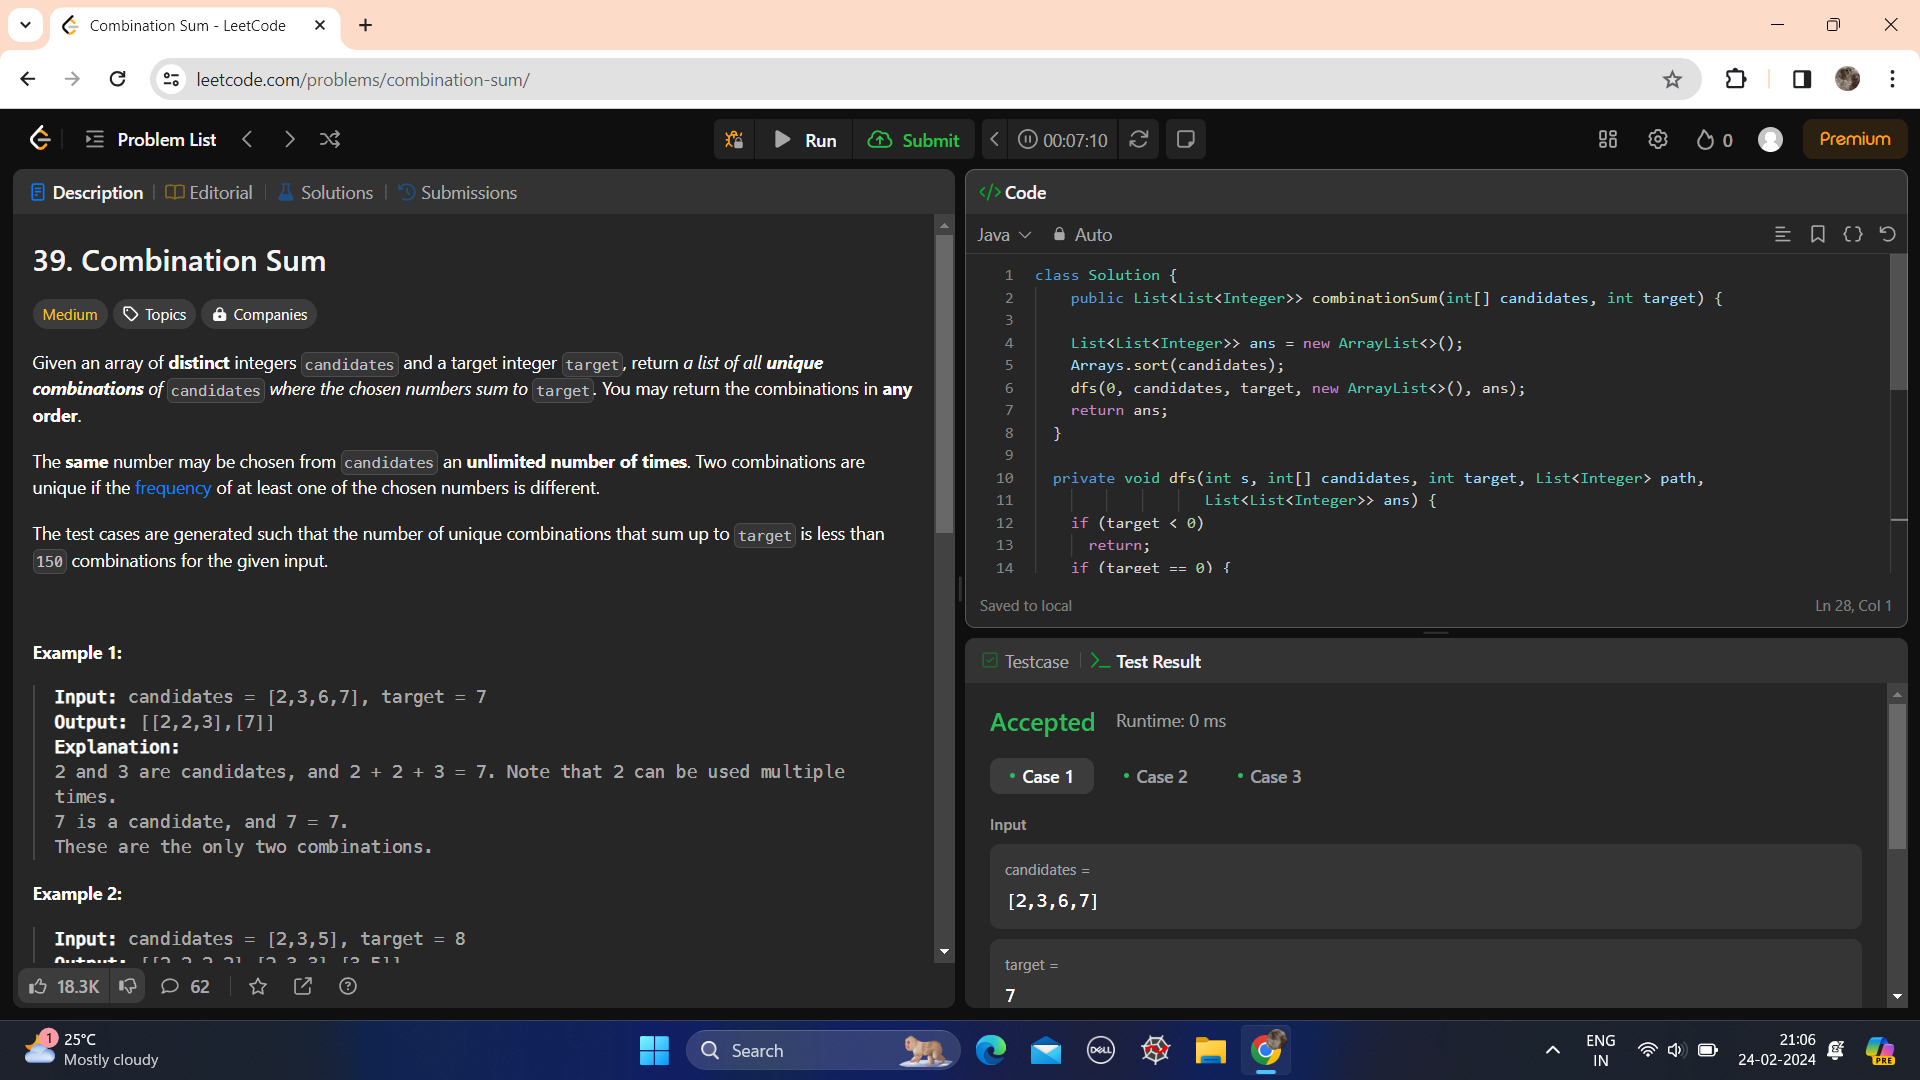 Combination Sum - LeetCode
leetcode.com/problems/combination-sum/
Problem List
Run
Submit
00:07:10
0
Premium
Description
Editorial
Solutions
Submissions
39. Combination Sum
Medium
Topics
Companies
Given an array of distinct integers candidates and a target integer target, return a list of all unique
combinations of candidates where the chosen numbers sum to target. You may return the combinations in any
order.
The same number may be chosen from candidates an unlimited number of times. Two combinations are
unique if the frequency of at least one of the chosen numbers is different.
The test cases are generated such that the number of unique combinations that sum up to target is less than
150 combinations for the given input.
Example 1:
Input: candidates = [2,3,6,7], target = 7
Output: [[2,2,3],[7]]
Explanation:
2 and 3 are candidates, and 2 + 2 + 3 = 7. Note that 2 can be used multiple
times.
7 is a candidate, and 7 = 7.
These are the only two combinations.
Example 2:
Input: candidates = [2,3,5], target = 8
Output: [[2,2,2,2],[2,3,3],[3,5]]
18.3K
62
Code
Java
Auto
1 class Solution {
2 public List<List<Integer>> combinationSum(int[] candidates, int target) {
3
4 List<List<Integer>> ans = new ArrayList<>();
5 Arrays.sort(candidates);
6 dfs(0, candidates, target, new ArrayList<>(), ans);
7 return ans;
8 }
9
10 private void dfs(int s, int[] candidates, int target, List<Integer> path,
11 List<List<Integer>> ans) {
12 if (target < 0)
13 return;
14 if (target == 0) {
Saved to local
Ln 28, Col 1
Testcase
Test Result
Accepted
Runtime: 0 ms
Case 1
Case 2
Case 3
Input
candidates =
[2,3,6,7]
target =
7
1
25°C
Mostly cloudy
Search
DELL
ENG
IN
21:06
24-02-2024
PRE